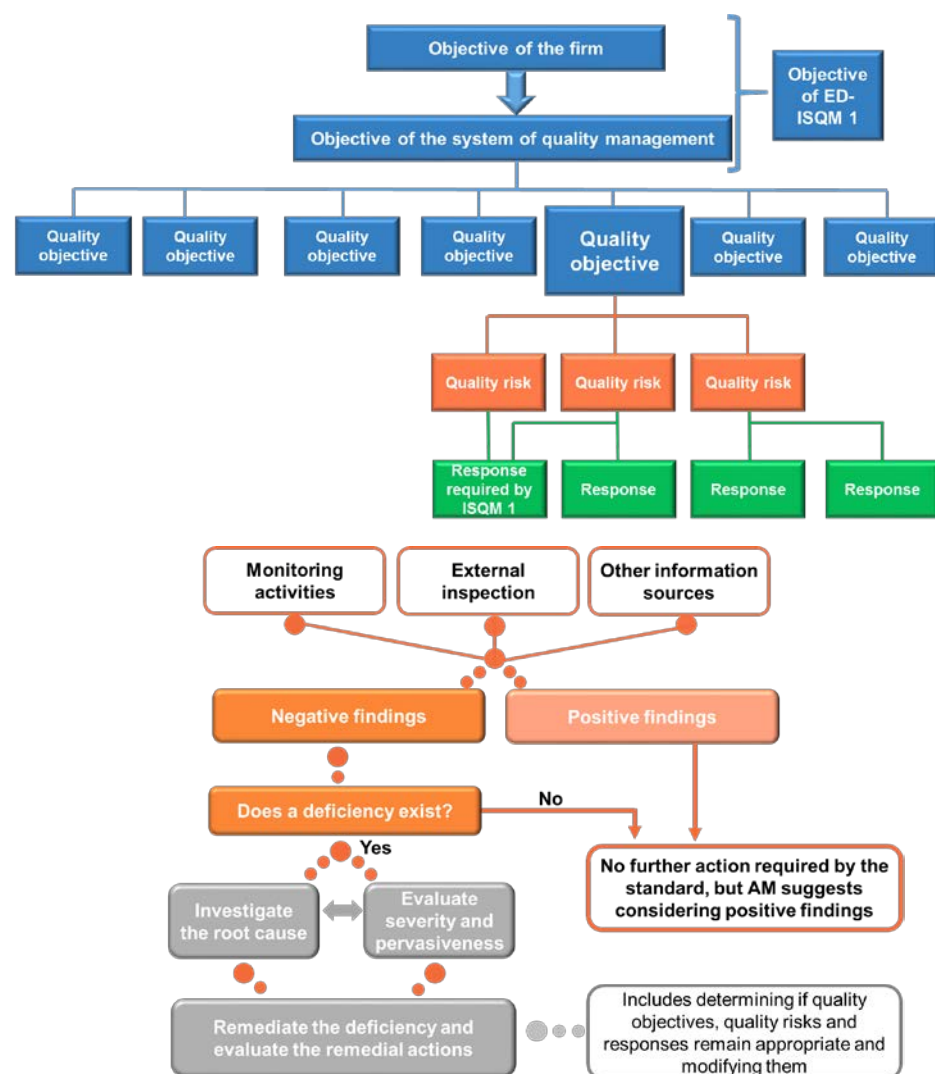 Objective of the firm
Objective
of ED-
ISQM 1
Objective of the system of quality management
Quality
objective
Quality
objective
Quality
objective
Quality
objective
Quality
objective
Quality
objective
Quality
objective
Quality risk
Quality risk
Quality risk
Response
required by
ISQM 1
Response
Response
Response
Monitoring
activities
External
inspection
Other information
sources
Negative findings
Positive findings
Does a deficiency exist?
No
Yes
No further action required by the
standard, but AM suggests
considering positive findings
Investigate
the root cause
Evaluate
severity and
pervasiveness
Remediate the deficiency and
evaluate the remedial actions
Includes determining if quality
objectives, quality risks and
responses remain appropriate and
modifying them